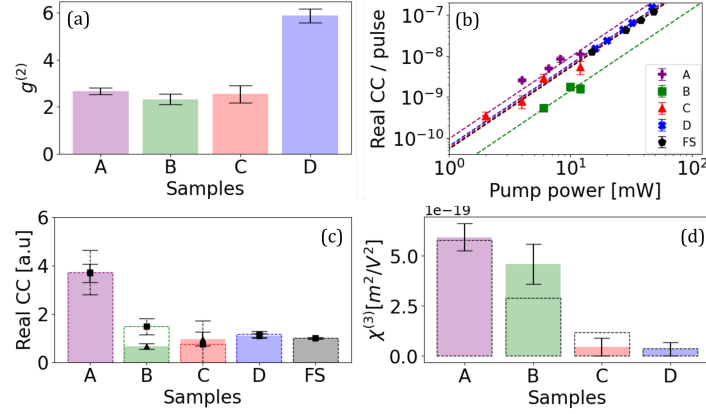 (a)
6
4
2
0
g^{(2)}
A B C D
Samples
(b)
10^{-7}
10^{-8}
10^{-9}
10^{-10}
Real CC / pulse
A
B
C
D
FS
10^0 10^1 10^2
Pump power [mW]
(c)
6
4
2
0
Real CC [a.u]
A B C D FS
Samples
1e−19
(d)
5.0
2.5
0.0
χ^{(3)}[m^2/V^2]
A B C D
Samples